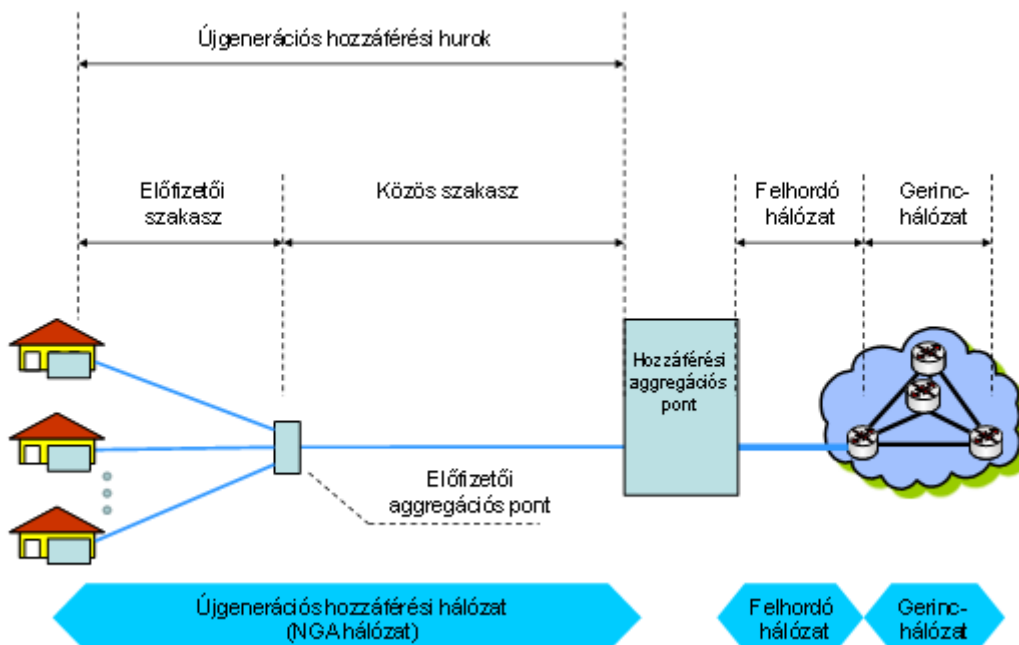 Újgenerációs hozzáférési hurok
Előfizetői
szakasz
Közös szakasz
Felhordó
hálózat
Gerinc-
hálózat
Hozzáférési
aggregációs
pont
Előfizetői
aggregációs pont
Újgenerációs hozzáférési hálózat
(NGA hálózat)
Felhordó
hálózat
Gerinc-
hálózat